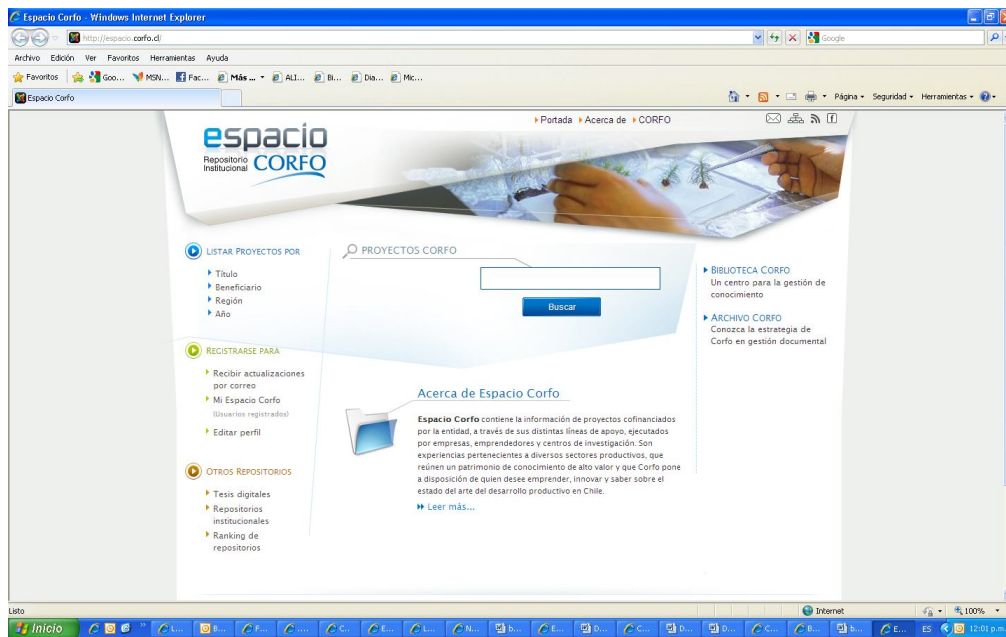 Espacio Corfo - Windows Internet Explorer
http://espacio.corfo.cl/
Google
Archivo Edición Ver Favoritos Herramientas Ayuda
Favoritos Goo... MSN... Fac... Más ... ALI... Bi... Dia... Mic...
Espacio Corfo
Página Seguridad Herramientas
Portada Acerca de CORFO
espacio
Repositorio
Institucional CORFO
LISTAR PROYECTOS POR
Título
Beneficiario
Región
Año
PROYECTOS CORFO
Buscar
BIBLIOTECA CORFO
Un centro para la gestión de
conocimiento
ARCHIVO CORFO
Conozca la estrategia de
Corfo en gestión documental
REGISTRARSE PARA
Recibir actualizaciones
por correo
Mi Espacio Corfo
(Usuarios registrados)
Editar perfil
Acerca de Espacio Corfo
Espacio Corfo contiene la información de proyectos cofinanciados
por la entidad, a través de sus distintas líneas de apoyo, ejecutados
por empresas, emprendedores y centros de investigación. Son
experiencias pertenecientes a diversos sectores productivos, que
reúnen un patrimonio de conocimiento de alto valor y que Corfo pone
a disposición de quien desee emprender, innovar y saber sobre el
estado del arte del desarrollo productivo en Chile.
Leer más...
OTROS REPOSITORIOS
Tesis digitales
Repositorios
institucionales
Ranking de
repositorios
Listo
Internet
100%
Inicio L... B... F... .... C... E... L... N... b... E... D... C... D... D... C... B... b... E... ES 12:01 p.m.